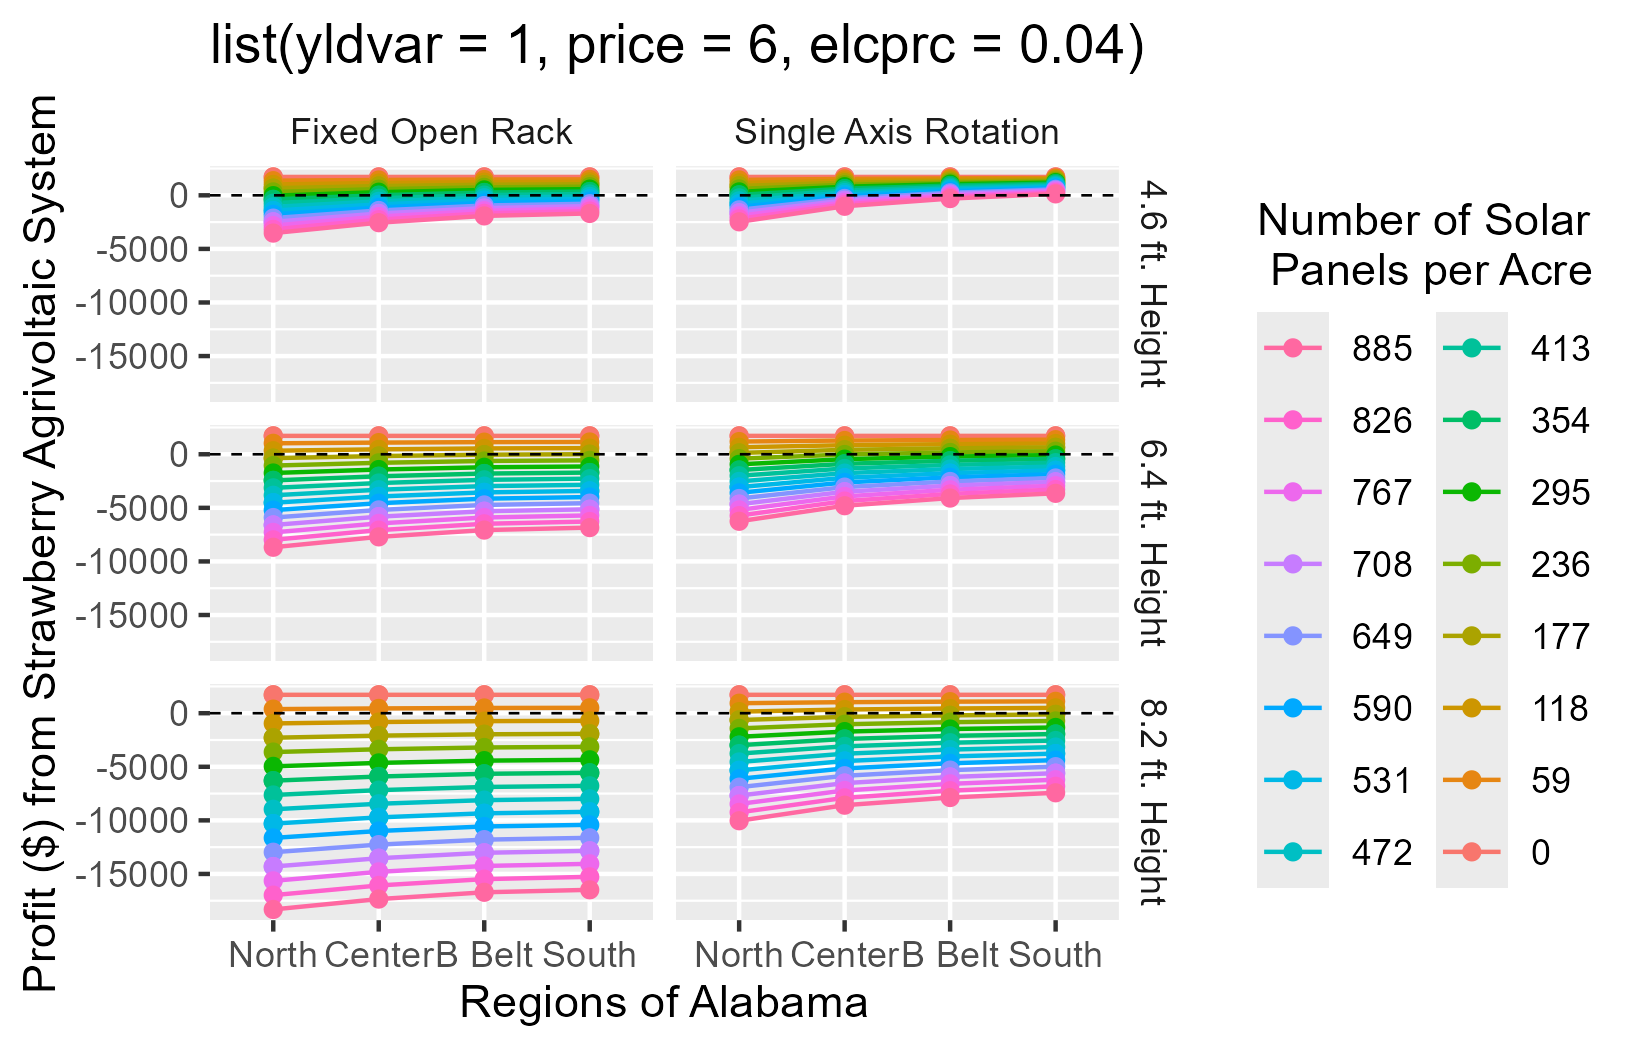 list(yldvar = 1, price = 6, elcprc = 0.04)
Fixed Open Rack
Single Axis Rotation
Profit ($) from Strawberry Agrivoltaic System
0
-5000
-10000
-15000
4.6 ft. Height
0
-5000
-10000
-15000
6.4 ft. Height
0
-5000
-10000
-15000
8.2 ft. Height
North Center B Belt South
North Center B Belt South
Regions of Alabama
Number of Solar
Panels per Acre
885 413
826 354
767 295
708 236
649 177
590 118
531 59
472 0